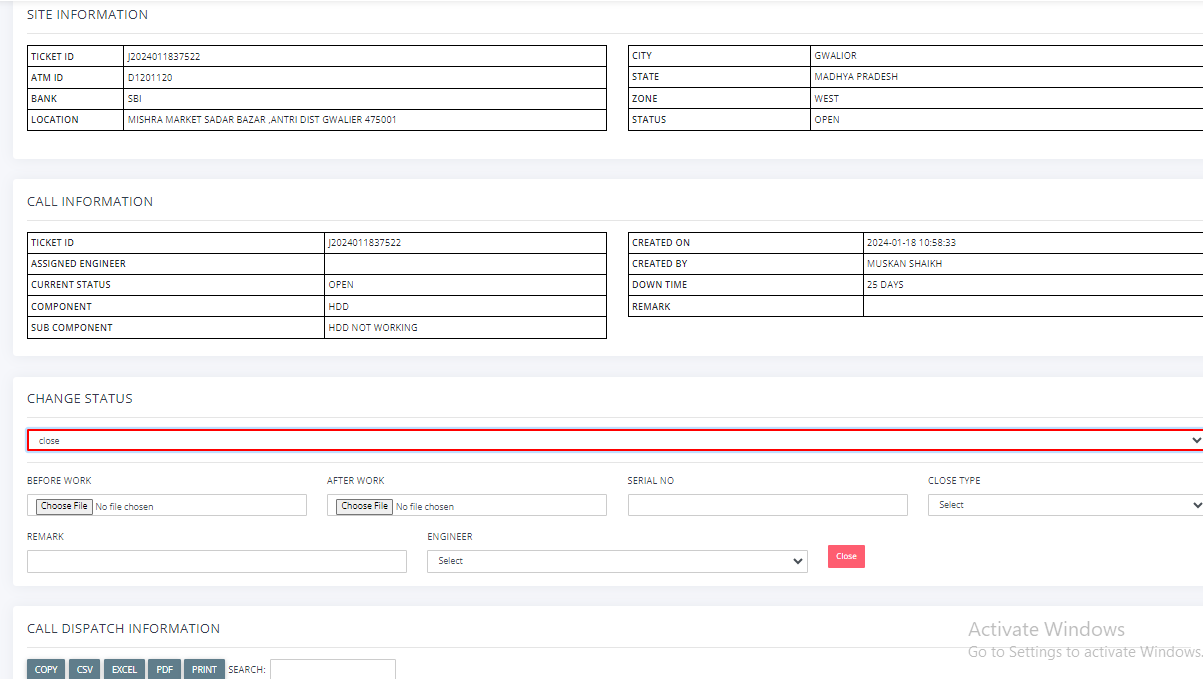 SITE INFORMATION
TICKET ID J2024011837522
ATM ID D1201120
BANK SBI
LOCATION MISHRA MARKET SADAR BAZAR ,ANTRI DIST GWALIER 475001
CITY GWALIOR
STATE MADHYA PRADESH
ZONE WEST
STATUS OPEN
CALL INFORMATION
TICKET ID J2024011837522
ASSIGNED ENGINEER
CURRENT STATUS OPEN
COMPONENT HDD
SUB COMPONENT HDD NOT WORKING
CREATED ON 2024-01-18 10:58:33
CREATED BY MUSKAN SHAIKH
DOWN TIME 25 DAYS
REMARK
CHANGE STATUS
close
BEFORE WORK AFTER WORK SERIAL NO CLOSE TYPE
Choose File No file chosen Choose File No file chosen Select
REMARK ENGINEER
Select Close
CALL DISPATCH INFORMATION
COPY CSV EXCEL PDF PRINT SEARCH:
Activate Windows
Go to Settings to activate Windows.